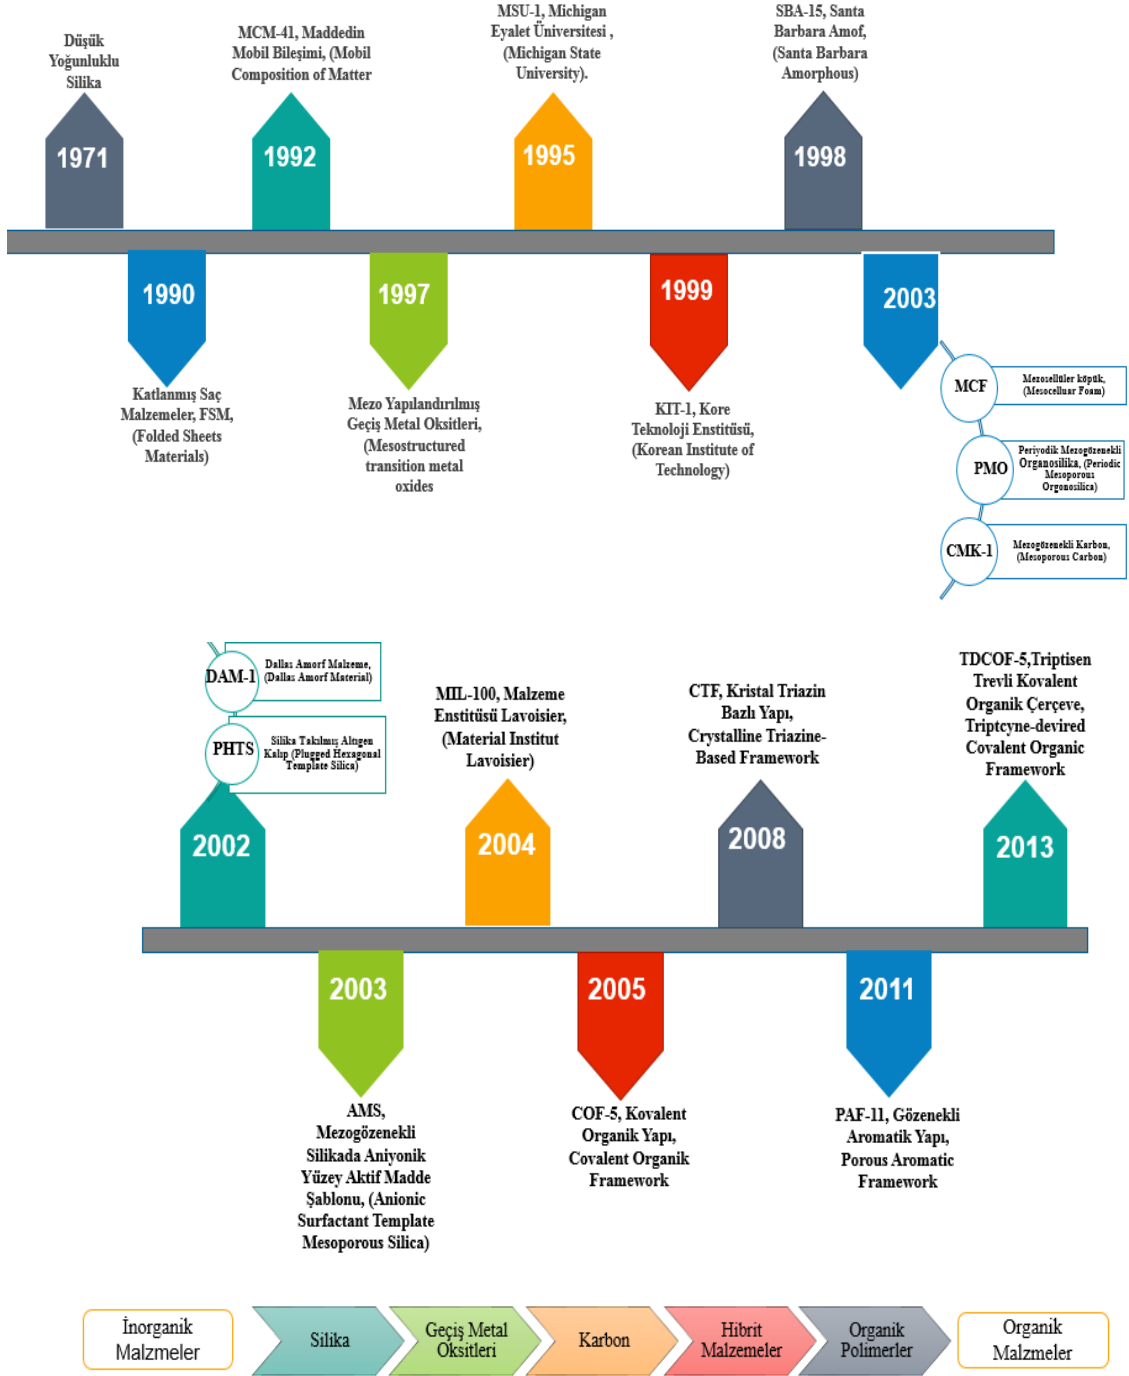 Düşük
Yoğunluklu
Silika
1971
MCM-41, Maddedin
Mobil Bileşimi, (Mobil
Composition of Matter
1992
MSU-1, Michigan
Eyalet Üniversitesi ,
(Michigan State
University).
1995
SBA-15, Santa
Barbara Amof,
(Santa Barbara
Amorphous)
1998
1990
Katlanmış Saç
Malzemeler, FSM,
(Folded Sheets
Materials)
1997
Mezo Yapılandırılmış
Geçiş Metal Oksitleri,
(Mesostructured
transition metal
oxides
1999
KIT-1, Kore
Teknoloji Enstitüsü,
(Korean Institute of
Technology)
2003
MCF
Mezosellüler köpük,
(Mesocelluar Foam)
PMO
Periyodik Mezogözenekli
Organosilika, (Periodic
Mesoporous
Orgonosilica)
CMK-1
Mezogözenekli Karbon,
(Mesoporous Carbon)
DAM-1
Dallas Amorf Malzeme,
(Dallas Amorf Material)
PHTS
Silika Takılmış Altıgen
Kalıp (Plugged Hexagonal
Template Silica)
2002
MIL-100, Malzeme
Enstitüsü Lavoisier,
(Material Institut
Lavoisier)
2004
CTF, Kristal Triazin
Bazlı Yapı,
Crystalline Triazine-
Based Framework
2008
TDCOF-5,Triptisen
Trevli Kovalent
Organik Çerçeve,
Triptcyne-devired
Covalent Organic
Framework
2013
2003
AMS,
Mezogözenekli
Silikada Aniyonik
Yüzey Aktif Madde
Şablonu, (Anionic
Surfactant Template
Mesoporous Silica)
2005
COF-5, Kovalent
Organik Yapı,
Covalent Organik
Framework
2011
PAF-11, Gözenekli
Aromatik Yapı,
Porous Aromatic
Framework
İnorganik
Malzmeler
Silika
Geçiş Metal
Oksitleri
Karbon
Hibrit
Malzemeler
Organik
Polimerler
Organik
Malzmeler